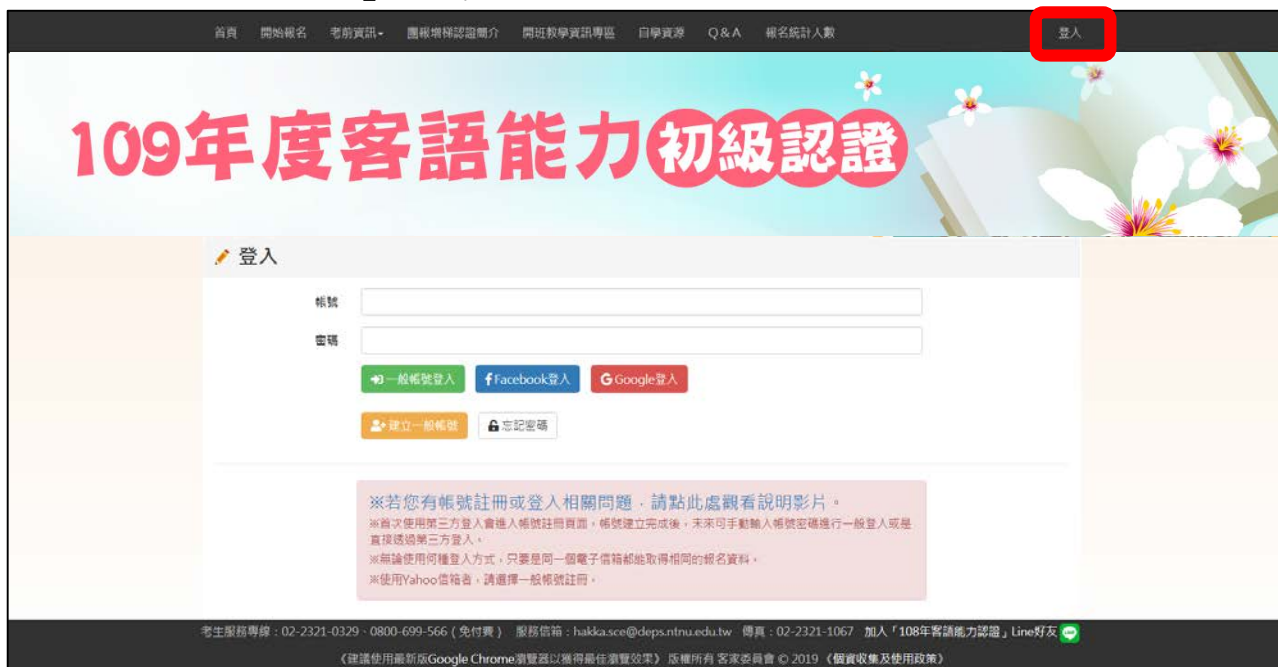 首頁 開始報名 考前資訊 團報增梯認證簡介 開班教學資訊專區 自學資源 Q&A 報名統計人數 登入
109年度客語能力初級認證
登入
帳號
密碼
一般帳號登入 Facebook登入 Google登入
建立一般帳號 忘記密碼
※若您有帳號註冊或登入相關問題,請點此處觀看說明影片。
※首次使用第三方登入會進入帳號註冊頁面,帳號建立完成後,未來可手動輸入帳號密碼進行一般登入或是
直接透過第三方登入。
※無論使用何種登入方式,只要是同一個電子信箱都能取得相同的報名資料。
※使用Yahoo信箱者,請選擇一般帳號註冊。
考生服務專線:02-2321-0329、0800-699-566(免付費) 服務信箱:hakka.sce@deps.ntnu.edu.tw 傳真:02-2321-1067 加入「108年客語能力認證」Line好友
《建議使用最新版Google Chrome瀏覽器以獲得最佳瀏覽效果》 版權所有 客家委員會 © 2019 《個資收集及使用政策》